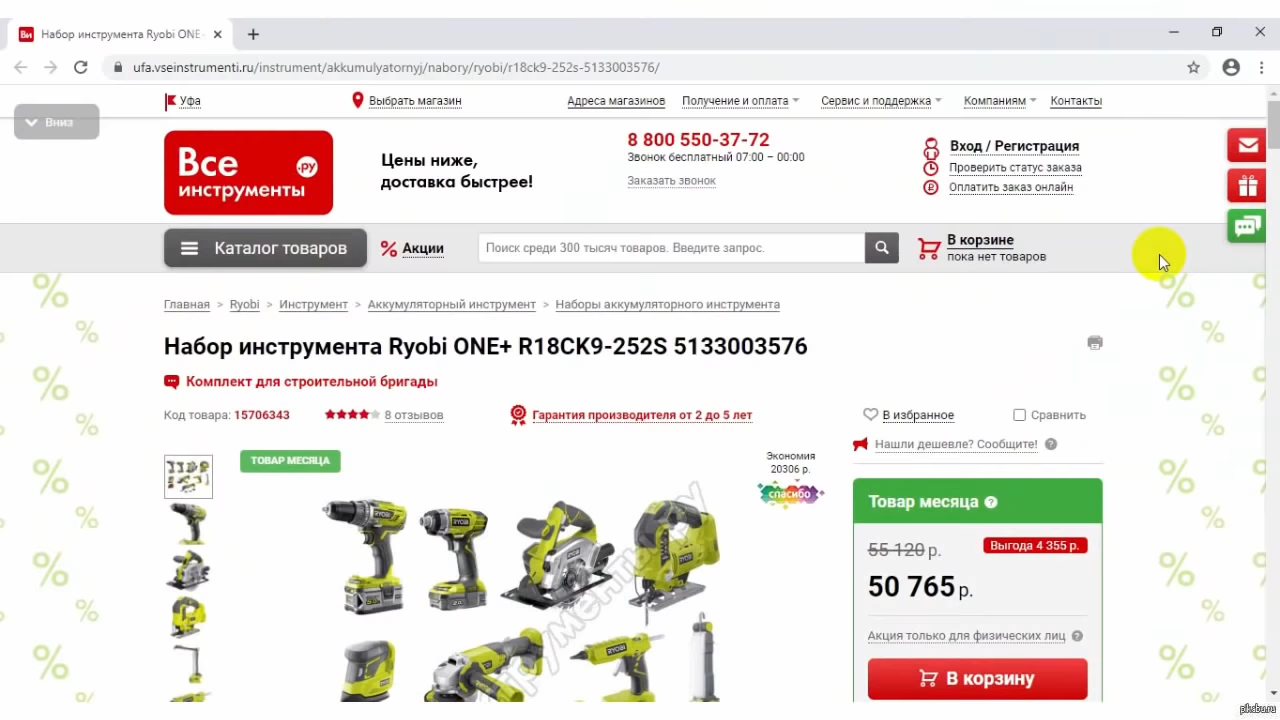 Набор инструмента Ryobi ONE+
ufa.vseinstrumenti.ru/instrument/akkumulyatornyj/nabory/ryobi/r18ck9-252s-5133003576/
Уфа
Выбрать магазин
Адреса магазинов
Получение и оплата
Сервис и поддержка
Компаниям
Контакты
Вниз
Все
.РУ
инструменты
Цены ниже,
доставка быстрее!
8 800 550-37-72
Звонок бесплатный 07:00 – 00:00
Заказать звонок
Вход / Регистрация
Проверить статус заказа
Оплатить заказ онлайн
Каталог товаров
Акции
Поиск среди 300 тысяч товаров. Введите запрос.
В корзине
пока нет товаров
Главная > Ryobi > Инструмент > Аккумуляторный инструмент > Наборы аккумуляторного инструмента
Набор инструмента Ryobi ONE+ R18CK9-252S 5133003576
Комплект для строительной бригады
Код товара: 15706343
8 отзывов
Гарантия производителя от 2 до 5 лет
В избранное
Сравнить
Нашли дешевле? Сообщите!
ТОВАР МЕСЯЦА
Экономия
20306 р.
спасибо
Товар месяца
55 120 р.
Выгода 4 355 р.
50 765 р.
Акция только для физических лиц
В корзину
pikabu.ru